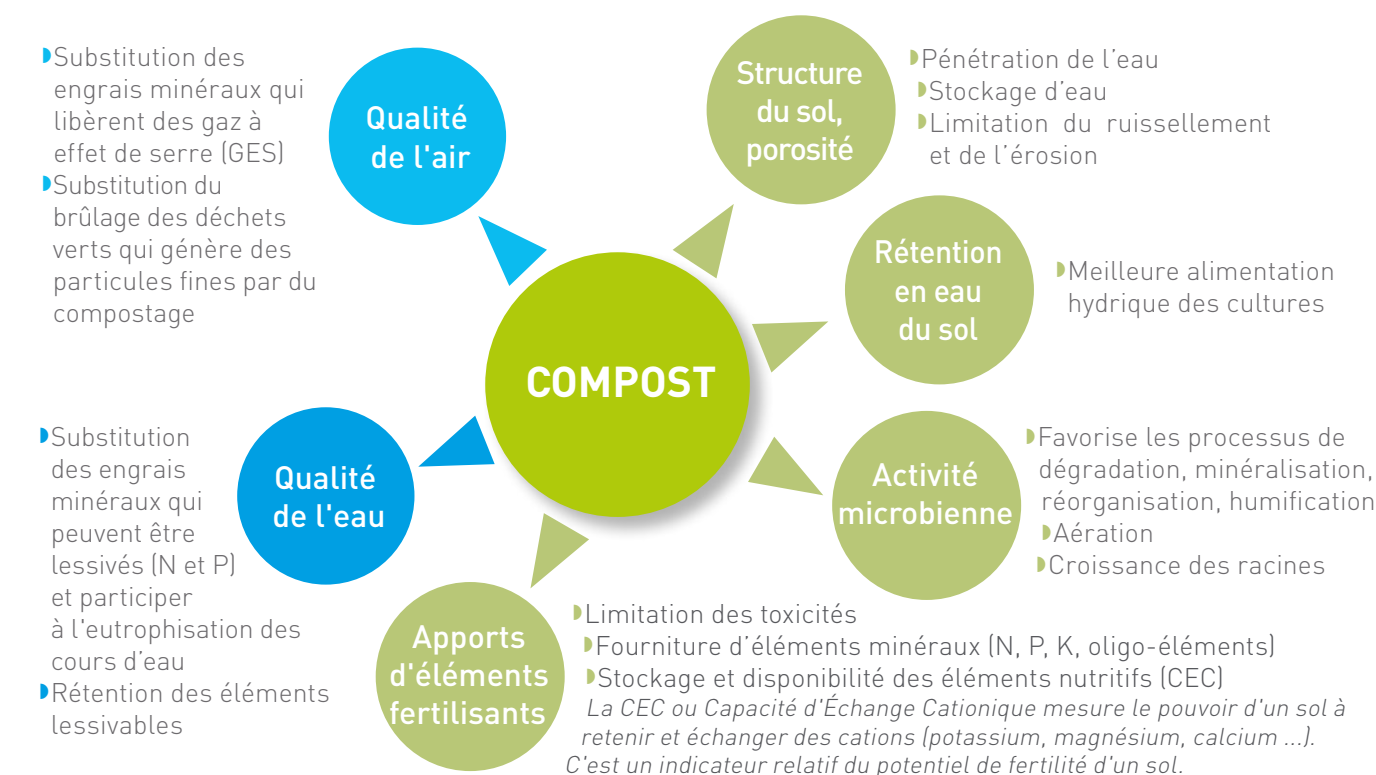 ◗Substitution des
engrais minéraux qui
libèrent des gaz à
effet de serre (GES)
◗Substitution du
brûlage des déchets
verts qui génère des
particules fines par du
compostage
Qualité
de l'air
Structure
du sol,
porosité
◗Pénétration de l’eau
◗Stockage d’eau
◗Limitation du ruissellement
et de l’érosion
Rétention
en eau
du sol
◗Meilleure alimentation
hydrique des cultures
COMPOST
◗Substitution
des engrais
minéraux qui
peuvent être
lessivés (N et P)
et participer
à l'eutrophisation des
cours d’eau
◗Rétention des éléments
lessivables
Qualité
de l'eau
Activité
microbienne
◗Favorise les processus de
dégradation, minéralisation,
réorganisation, humification
◗Aération
◗Croissance des racines
Apports
d'éléments
fertilisants
◗Limitation des toxicités
◗Fourniture d’éléments minéraux (N, P, K, oligo-éléments)
◗Stockage et disponibilité des éléments nutritifs (CEC)
La CEC ou Capacité d'Échange Cationique mesure le pouvoir d'un sol à
retenir et échanger des cations (potassium, magnésium, calcium ...).
C'est un indicateur relatif du potentiel de fertilité d’un sol.